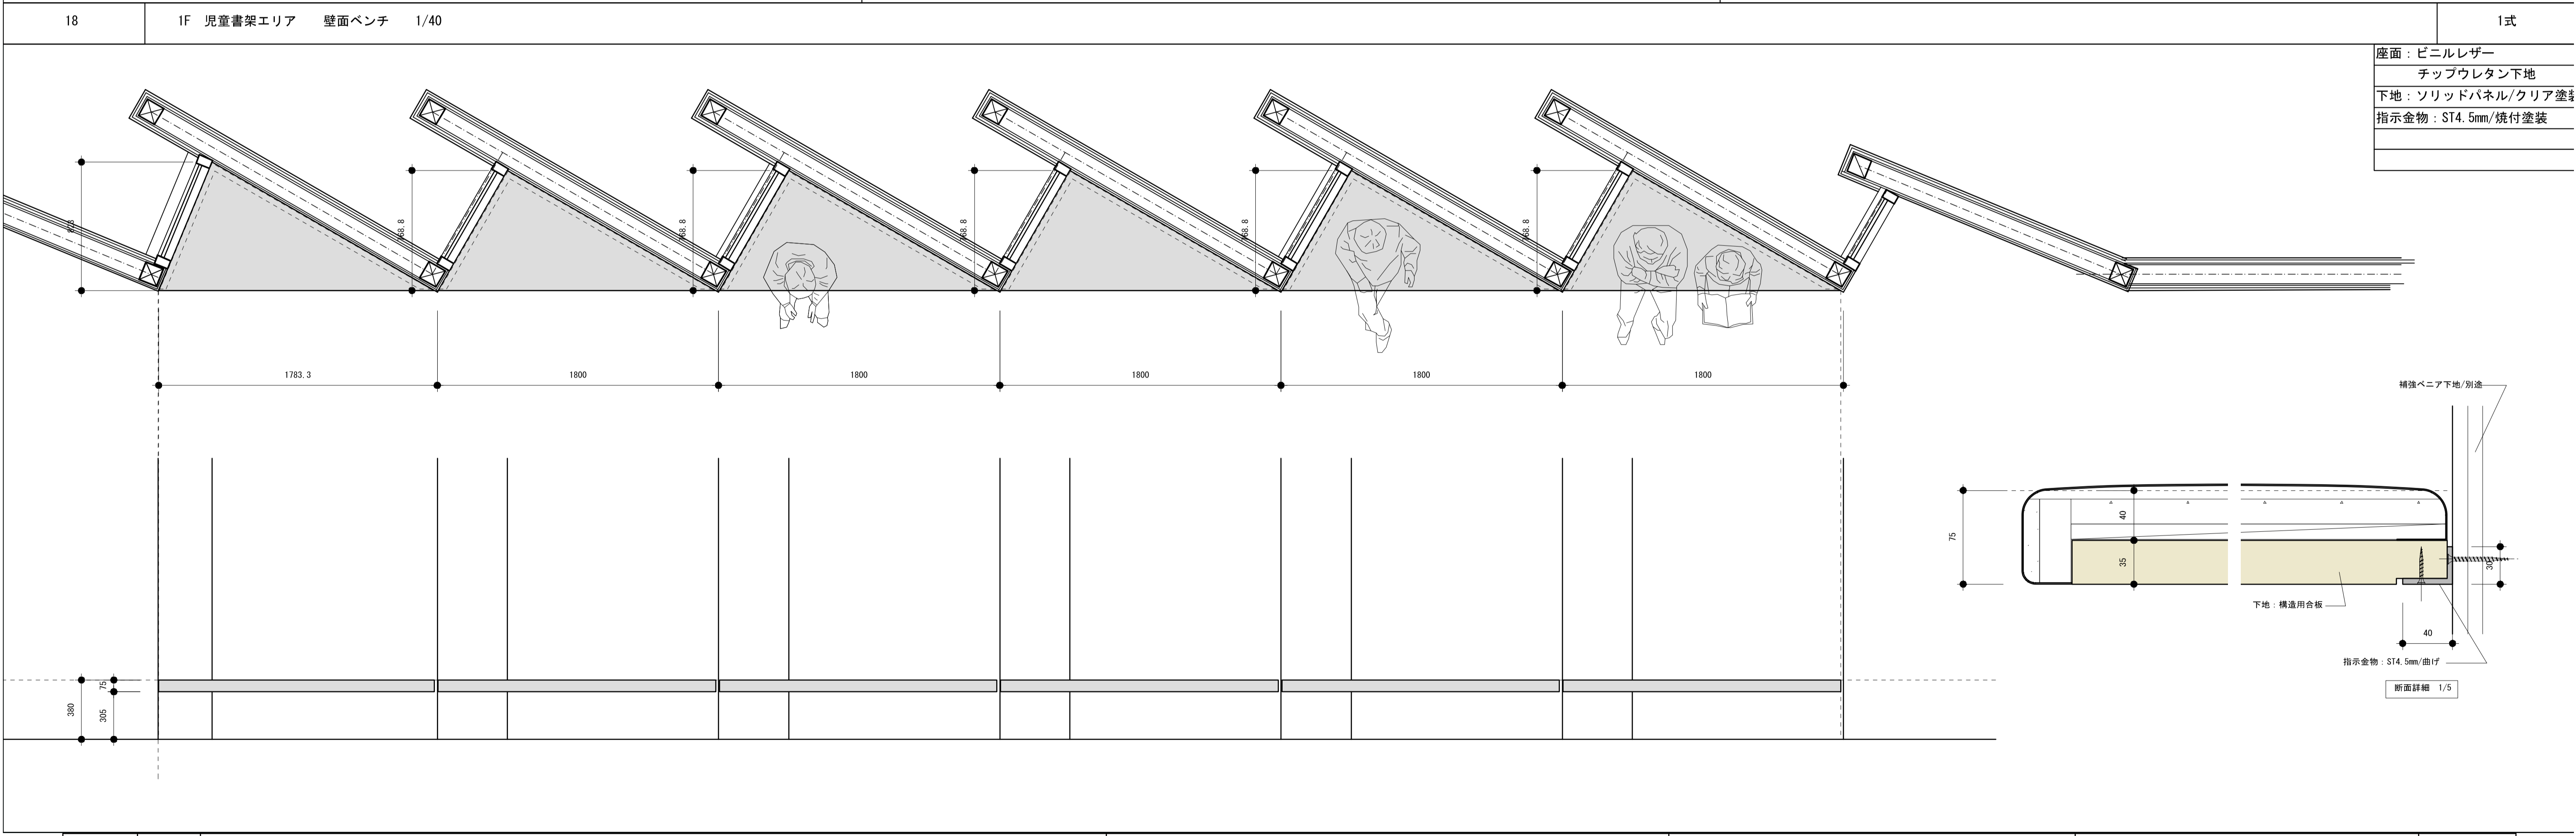 18
1F 児童書架エリア 壁面ベンチ 1/40
1式
座面：ビニルレザー
チップウレタン下地
下地：ソリッドパネル/クリア塗装
指示金物：ST4.5mm/焼付塗装
1783.3
1800
1800
1800
1800
1800
補強ベニア下地/別途
75
40
35
30
下地：構造用合板
40
指示金物：ST4.5mm/曲げ
断面詳細 1/5
75
380
305